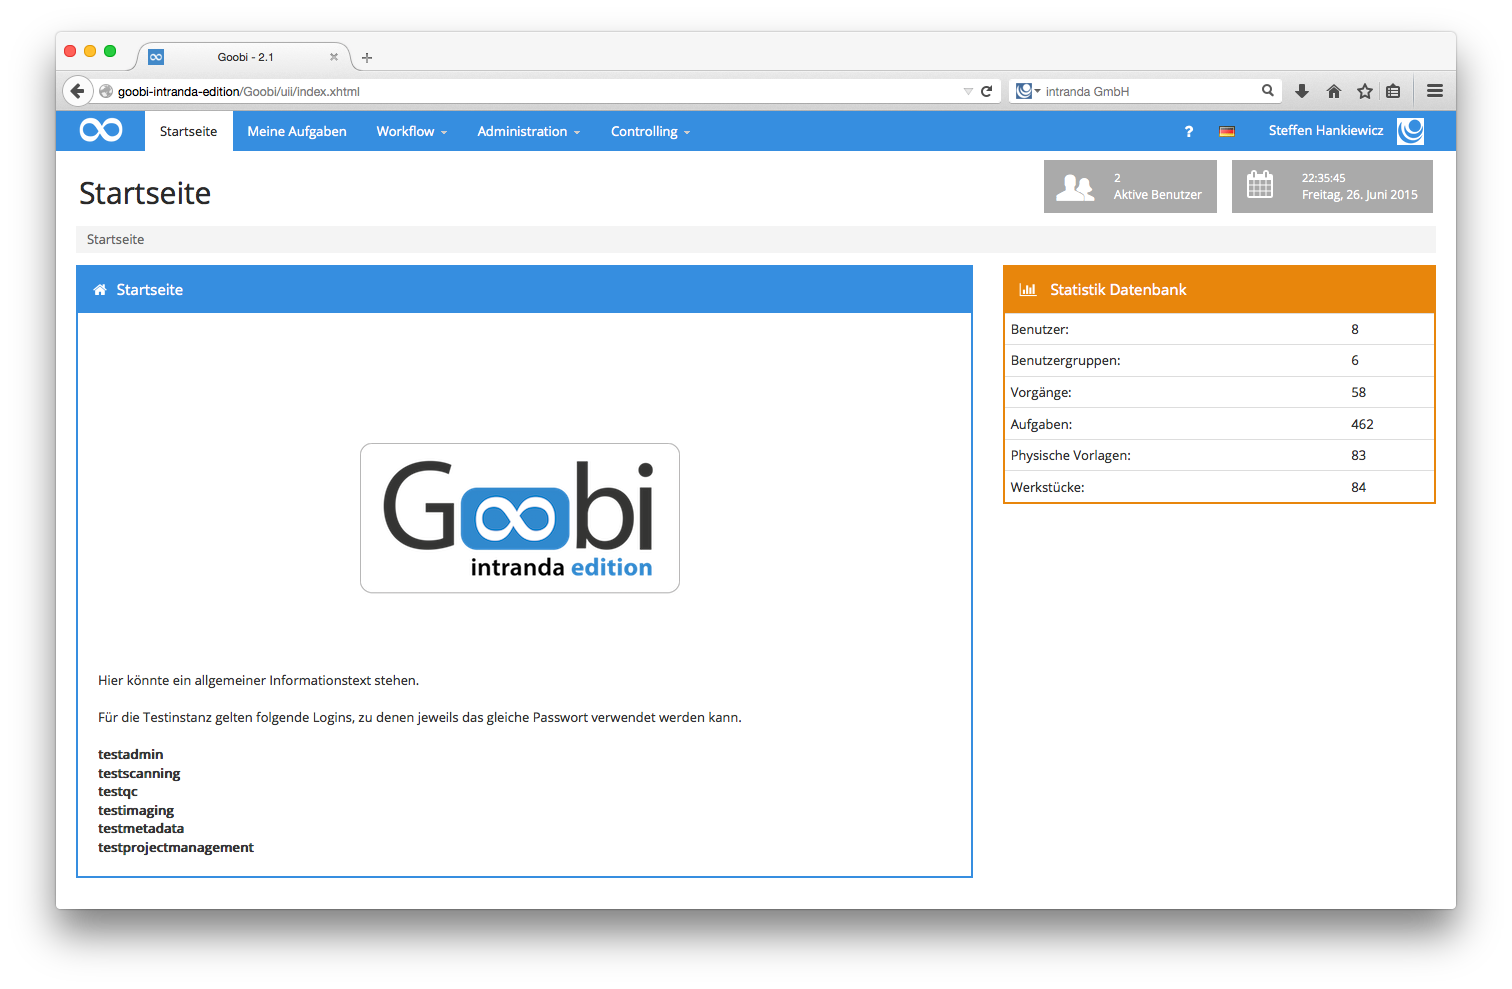 Goobi - 2.1
goobi-intranda-edition/Goobi/uii/index.xhtml
intranda GmbH
Startseite Meine Aufgaben Workflow Administration Controlling ? Steffen Hankiewicz
Startseite
2
Aktive Benutzer
22:35:45
Freitag, 26. Juni 2015
Startseite
Startseite
Goobi
intranda edition
Hier könnte ein allgemeiner Informationstext stehen.
Für die Testinstanz gelten folgende Logins, zu denen jeweils das gleiche Passwort verwendet werden kann.
testadmin
testscanning
testqc
testimaging
testmetadata
testprojectmanagement
Statistik Datenbank
Benutzer: 8
Benutzergruppen: 6
Vorgänge: 58
Aufgaben: 462
Physische Vorlagen: 83
Werkstücke: 84